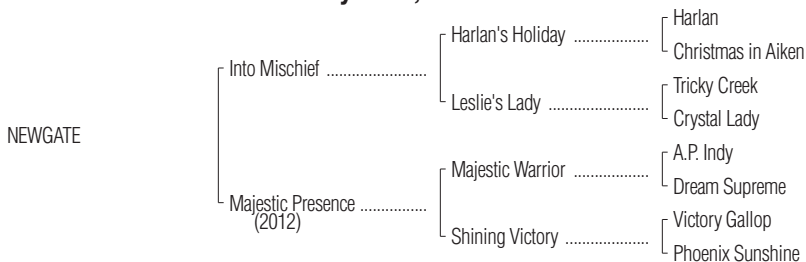 Harlan
Harlan's Holiday ...................
Christmas in Aiken
Into Mischief ........................
Tricky Creek
Leslie's Lady .........................
Crystal Lady
NEWGATE
A.P. Indy
Majestic Warrior ..................
Dream Supreme
Majestic Presence ................
(2012)
Victory Gallop
Shining Victory .....................
Phoenix Sunshine